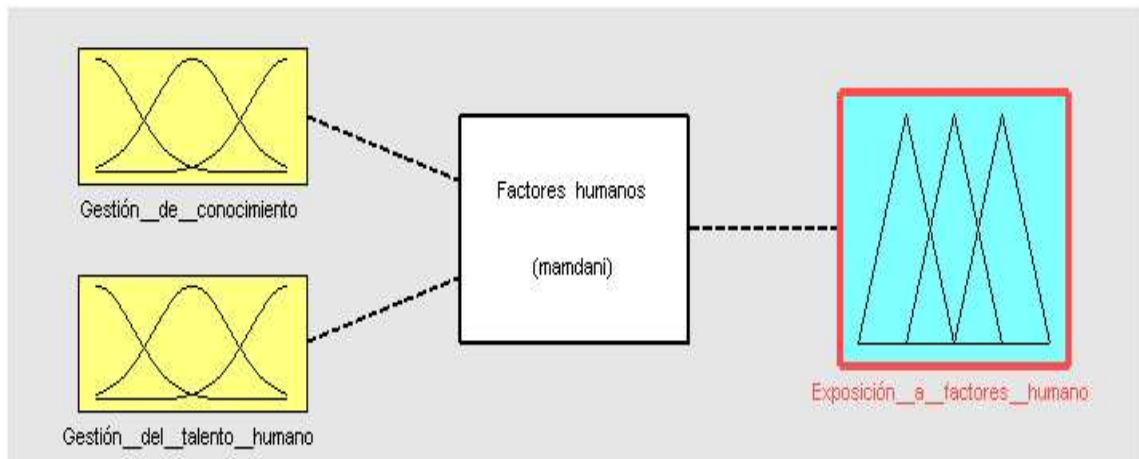 Gestión__de__conocimiento
Factores humanos
(mamdani)
Gestión__del__talento__humano
Exposición__a__factores__humano